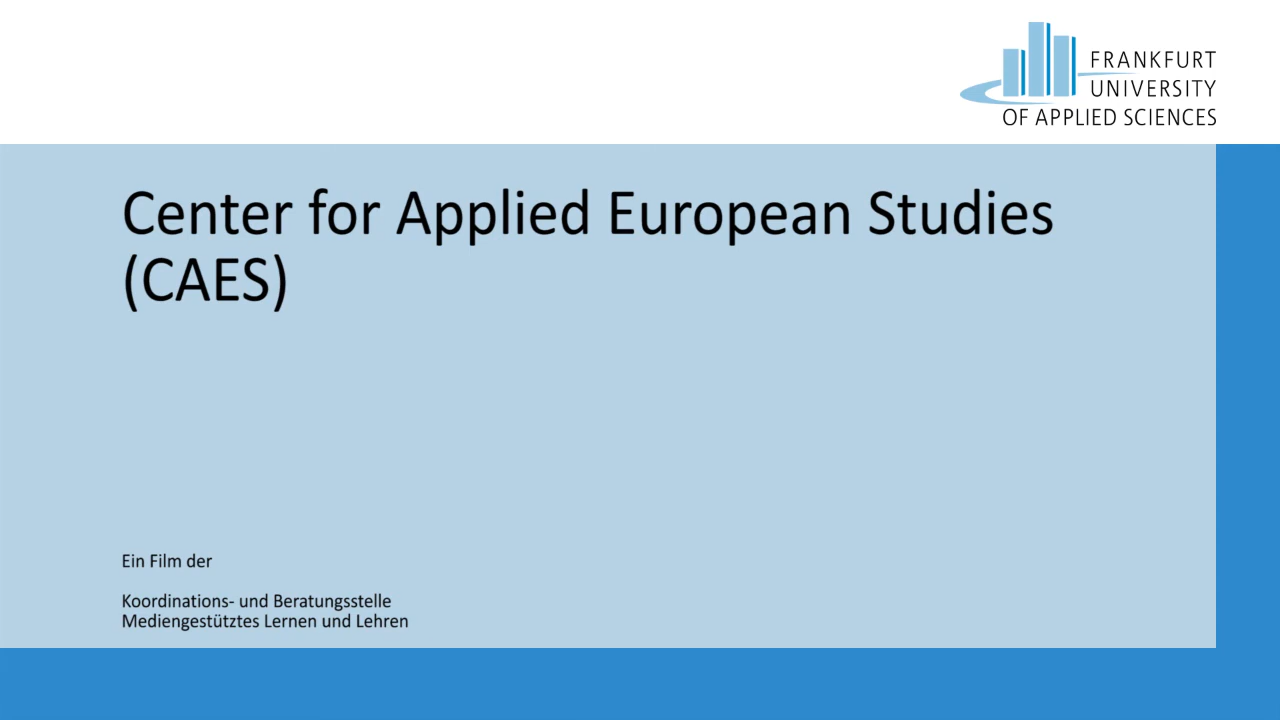 FRANKFURT
UNIVERSITY
OF APPLIED SCIENCES
Center for Applied European Studies
(CAES)
Ein Film der
Koordinations- und Beratungsstelle
Mediengestütztes Lernen und Lehren